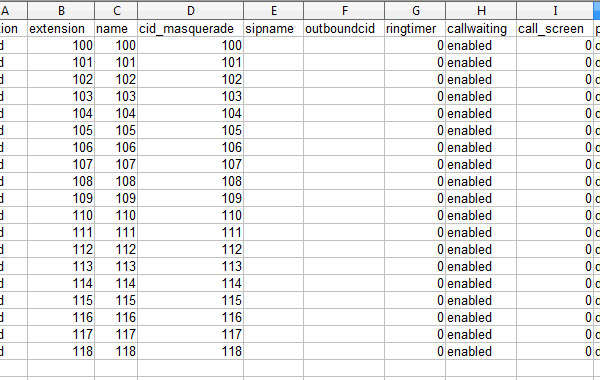 A B C D E F G H I
tion extension name cid_masquerade sipname outboundcid ringtimer callwaiting call_screen p
d 100 100 100 0 enabled 0 d
d 101 101 101 0 enabled 0 d
d 102 102 102 0 enabled 0 d
d 103 103 103 0 enabled 0 d
d 104 104 104 0 enabled 0 d
d 105 105 105 0 enabled 0 d
d 106 106 106 0 enabled 0 d
d 107 107 107 0 enabled 0 d
d 108 108 108 0 enabled 0 d
d 109 109 109 0 enabled 0 d
d 110 110 110 0 enabled 0 d
d 111 111 111 0 enabled 0 d
d 112 112 112 0 enabled 0 d
d 113 113 113 0 enabled 0 d
d 114 114 114 0 enabled 0 d
d 115 115 115 0 enabled 0 d
d 116 116 116 0 enabled 0 d
d 117 117 117 0 enabled 0 d
d 118 118 118 0 enabled 0 d